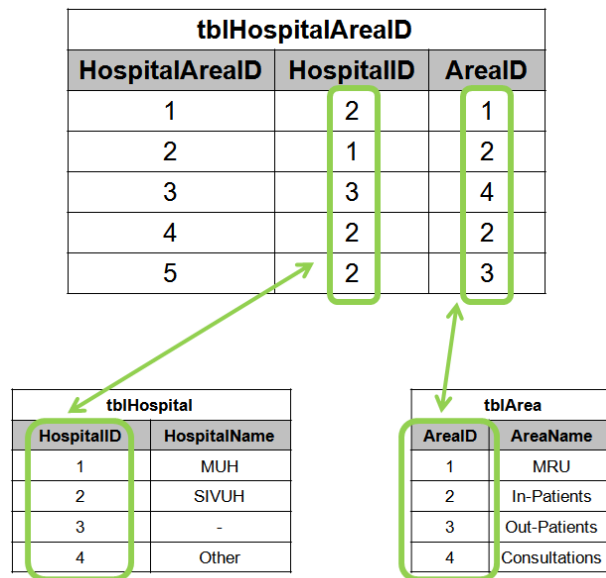 tblHospitalAreaID
HospitalAreaID HospitalID AreaID
1 2 1
2 1 2
3 3 4
4 2 2
5 2 3
tblHospital
HospitalID HospitalName
1 MUH
2 SIVUH
3 -
4 Other
tblArea
AreaID AreaName
1 MRU
2 In-Patients
3 Out-Patients
4 Consultations